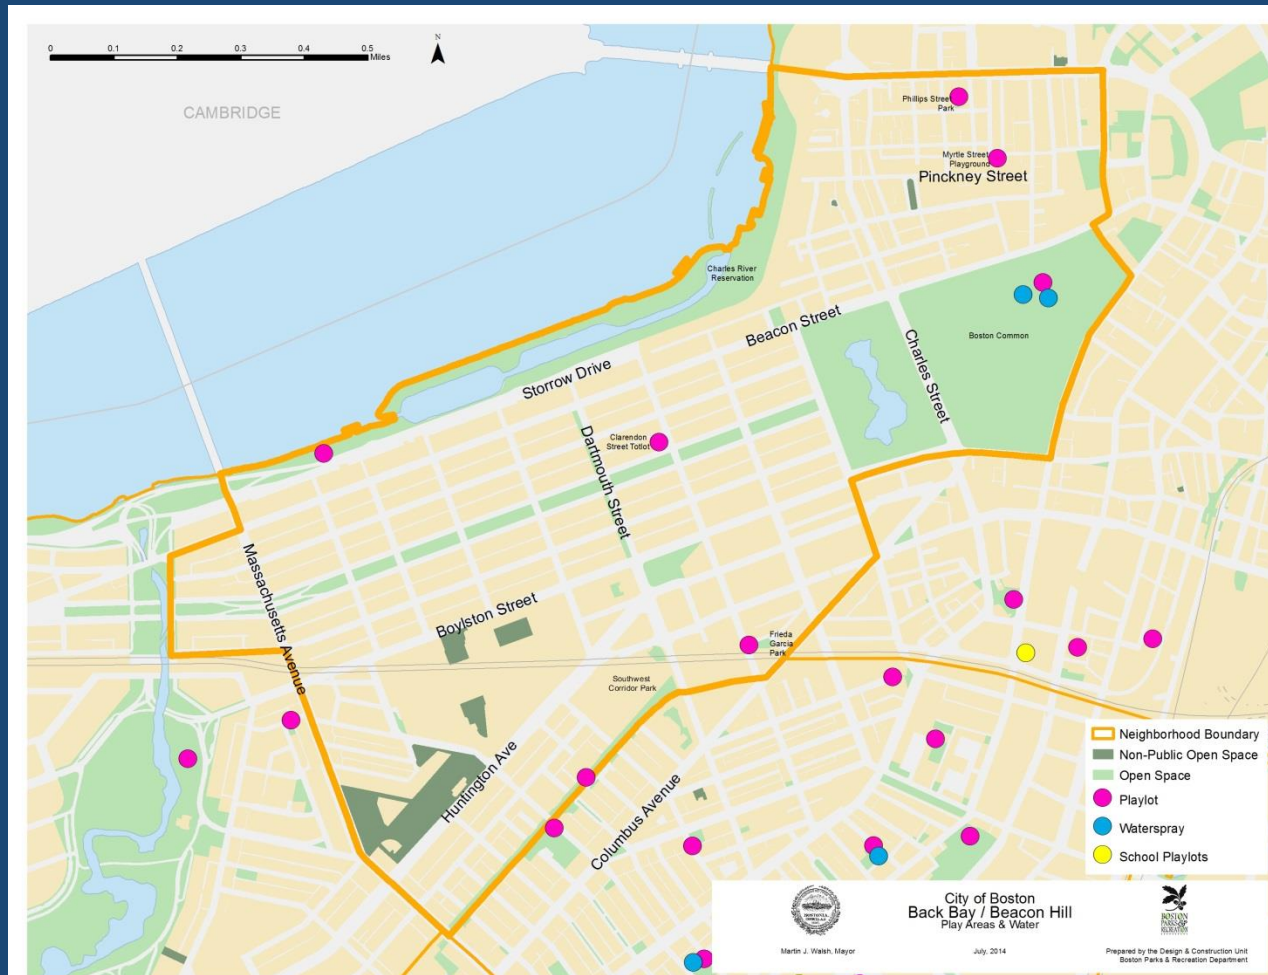 0 0.1 0.2 0.3 0.4 0.5
Miles
N
CAMBRIDGE
Phillips Street
Park
Myrtle Street
Playground
Pinckney Street
Charles River
Reservation
Beacon Street
Boston Common
Charles Street
Storrow Drive
Clarendon
Street Totlot
Dartmouth Street
Massachusetts Avenue
Boylston Street
Frieda
Garcia
Park
Southwest
Corridor Park
Huntington Ave
Columbus Avenue
Neighborhood Boundary
Non-Public Open Space
Open Space
Playlot
Waterspray
School Playlots
City of Boston
Back Bay / Beacon Hill
Play Areas & Water
Martin J. Walsh, Mayor
July, 2014
BOSTON
PARKS &
RECREATION
Prepared by the Design & Construction Unit
Boston Parks & Recreation Department